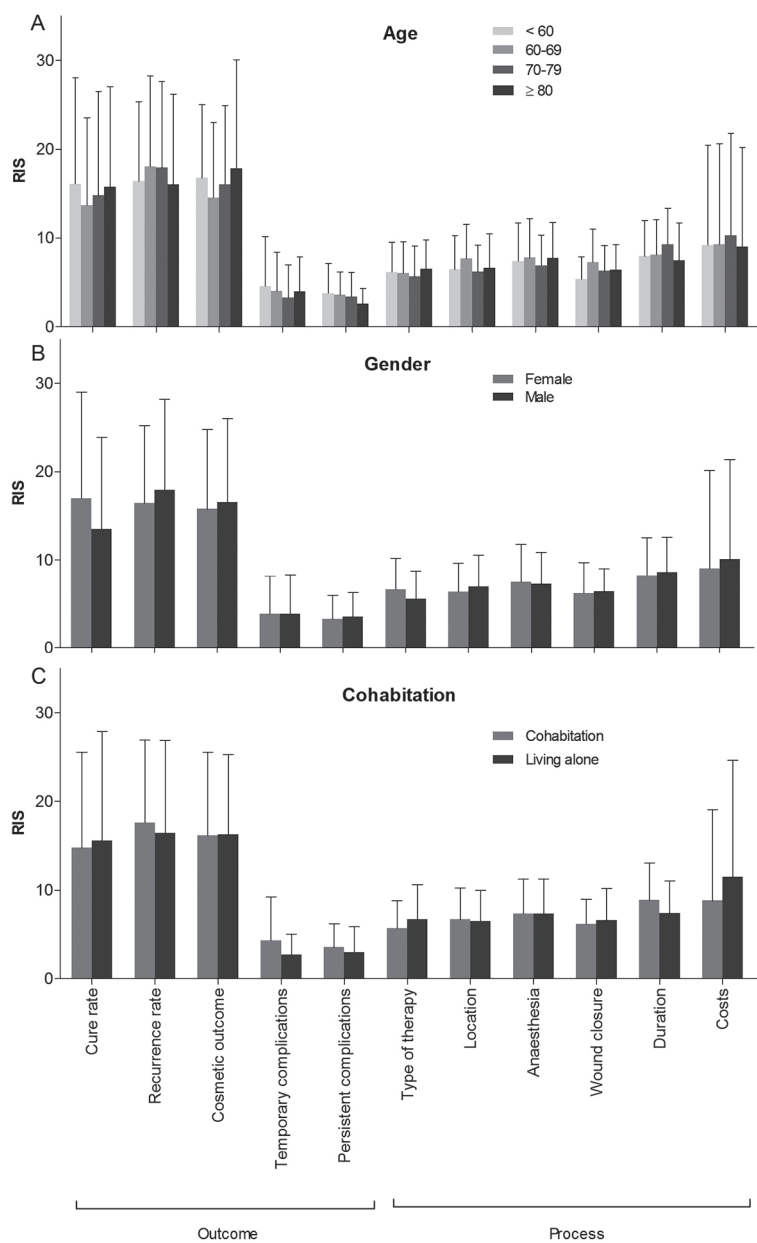 A
Age
< 60
60-69
70-79
≥ 80
RIS
30
20
10
0
B
Gender
Female
Male
RIS
30
20
10
0
C
Cohabitation
Cohabitation
Living alone
RIS
30
20
10
0
Cure rate
Recurrence rate
Cosmetic outcome
Temporary complications
Persistent complications
Type of therapy
Location
Anaesthesia
Wound closure
Duration
Costs
Outcome
Process